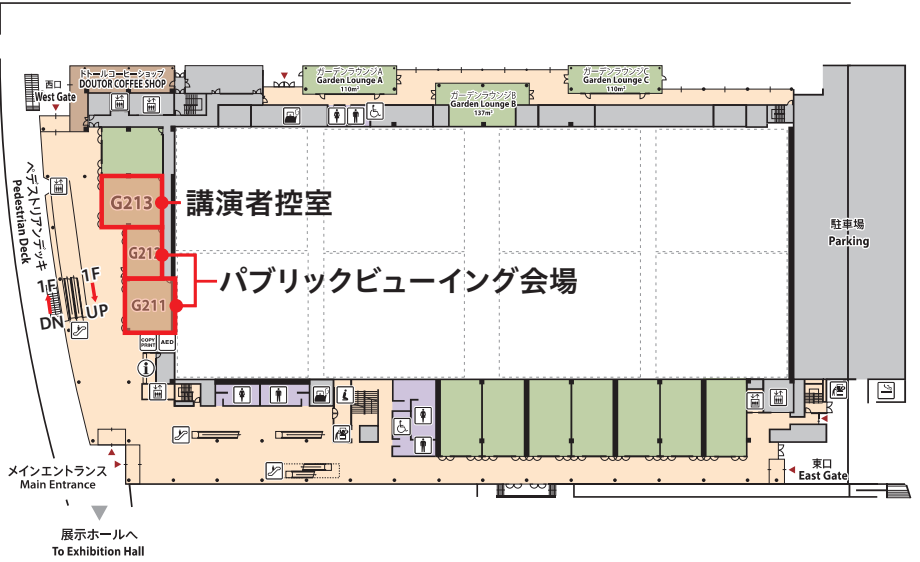 ドトールコーヒーショップ
DOUTOR COFFEE SHOP
ガーデンラウンジA
Garden Lounge A
110m²
ガーデンラウンジB
Garden Lounge B
137m²
ガーデンラウンジC
Garden Lounge C
110m²
西口
West Gate
ペデストリアンデッキ
Pedestrian Deck
G213
講演者控室
G212
パブリックビューイング会場
G211
駐車場
Parking
1F
DN
1F
UP
COPY
PRINT
AED
i
メインエントランス
Main Entrance
東口
East Gate
展示ホールへ
To Exhibition Hall